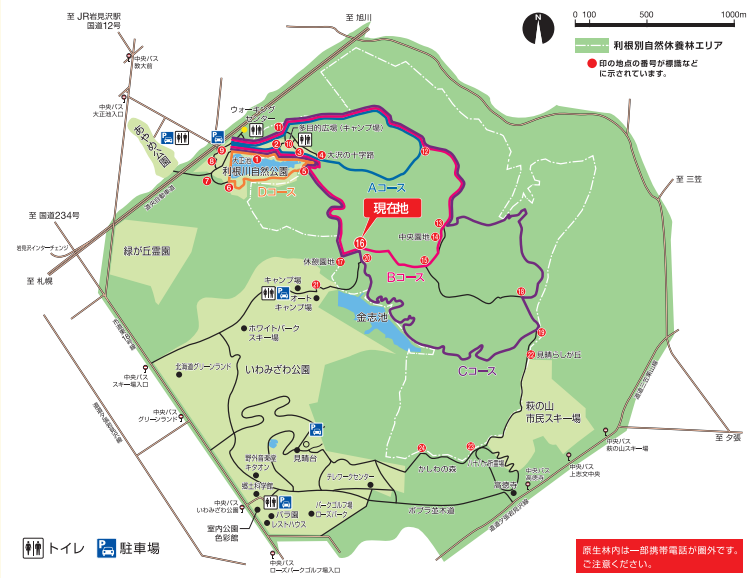 至 JR岩見沢駅
国道12号
至 旭川
N
0 100 500 1000m
利根別自然休養林エリア
印の地点の番号が標識など
に示されています。
中央バス
教大前
中央バス
大正池入口
ウォーキング
センター
多目的広場(キャンプ場)
あやめ公園
大沢の十字路
大正池
利根川自然公園
Aコース
Dコース
至 三笠
道央自動車道
現在地
16
中央園地
至 国道234号
岩見沢インターチェンジ
緑が丘霊園
休憩園地
Bコース
至 札幌
キャンプ場
オート
キャンプ場
金志池
ホワイトパーク
スキー場
見晴らしが丘
北海道グリーンランド
いわみざわ公園
Cコース
中央バス
スキー場入口
萩の山
市民スキー場
中央バス
グリーンランド
至 夕張
中央バス
萩の山スキー場
野外音楽堂
キタオン
見晴台
かしわの森
中央バス
上志文中央
テレワークセンター
中央バス
高徳寺
郷土科学館
高徳寺
中央バス
いわみざわ公園
バラ園
レストハウス
パークゴルフ場
ローズパーク
ポプラ並木道
室内公園
色彩館
トイレ
P 駐車場
中央バス
ローズパークゴルフ場入口
原生林内は一部携帯電話が圏外です。
ご注意ください。